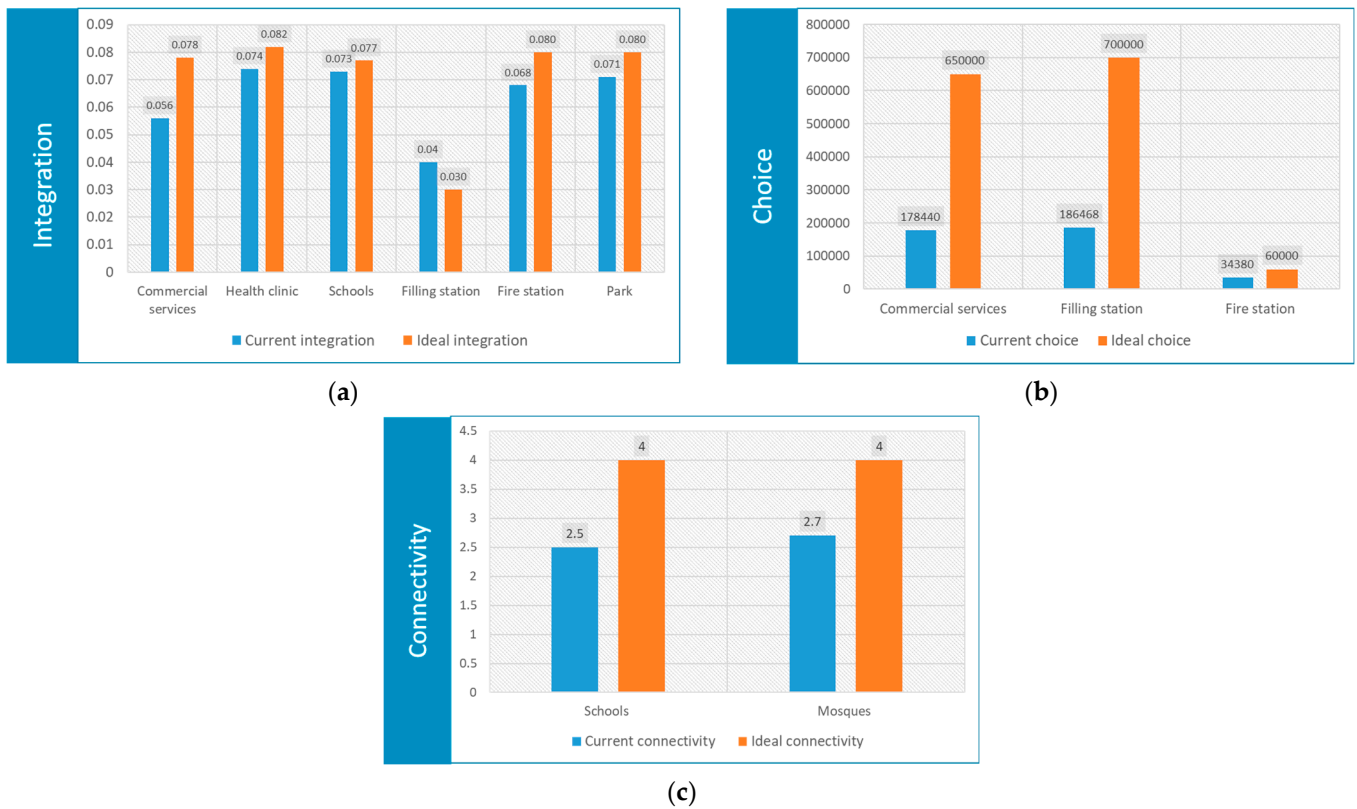 Integration
0.09
0.08
0.07
0.06
0.05
0.04
0.03
0.02
0.01
0
0.056
0.078
0.074
0.082
0.073
0.077
0.04
0.030
0.068
0.080
0.071
0.080
Commercial services
Health clinic
Schools
Filling station
Fire station
Park
Current integration
Ideal integration
(a)
Choice
800000
700000
600000
500000
400000
300000
200000
100000
0
178440
650000
186468
700000
34380
60000
Commercial services
Filling station
Fire station
Current choice
Ideal choice
(b)
Connectivity
4.5
4
3.5
3
2.5
2
1.5
1
0.5
0
2.5
4
2.7
4
Schools
Mosques
Current connectivity
Ideal connectivity
(c)